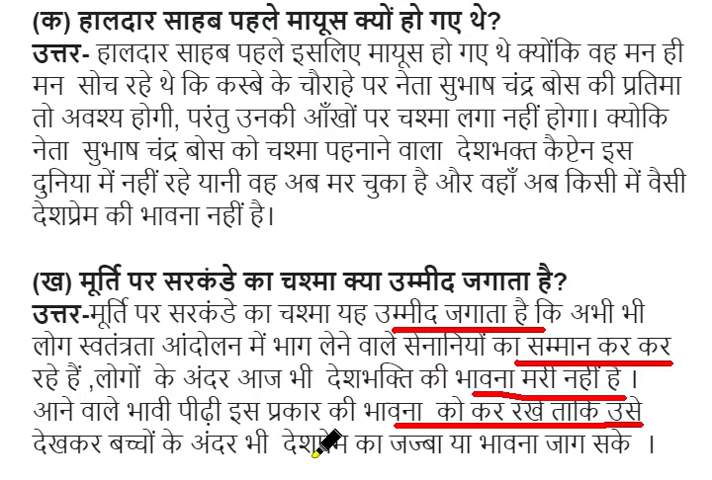 (क) हालदार साहब पहले मायूस क्यों हो गए थे?
उत्तर- हालदार साहब पहले इसलिए मायूस हो गए थे क्योंकि वह मन ही
मन सोच रहे थे कि कस्बे के चौराहे पर नेता सुभाष चंद्र बोस की प्रतिमा
तो अवश्य होगी, परंतु उनकी आँखों पर चश्मा लगा नहीं होगा। क्योकि
नेता सुभाष चंद्र बोस को चश्मा पहनाने वाला देशभक्त कैप्टेन इस
दुनिया में नहीं रहे यानी वह अब मर चुका है और वहाँ अब किसी में वैसी
देशप्रेम की भावना नहीं है।
(ख) मूर्ति पर सरकंडे का चश्मा क्या उम्मीद जगाता है?
उत्तर-मूर्ति पर सरकंडे का चश्मा यह उम्मीद जगाता है कि अभी भी
लोग स्वतंत्रता आंदोलन में भाग लेने वाले सेनानियों का सम्मान कर कर
रहे हैं ,लोगों के अंदर आज भी देशभक्ति की भावना मरी नहीं है ।
आने वाले भावी पीढ़ी इस प्रकार की भावना को कर रखे ताकि उसे
देखकर बच्चों के अंदर भी देशप्रेम का जज्बा या भावना जाग सके ।